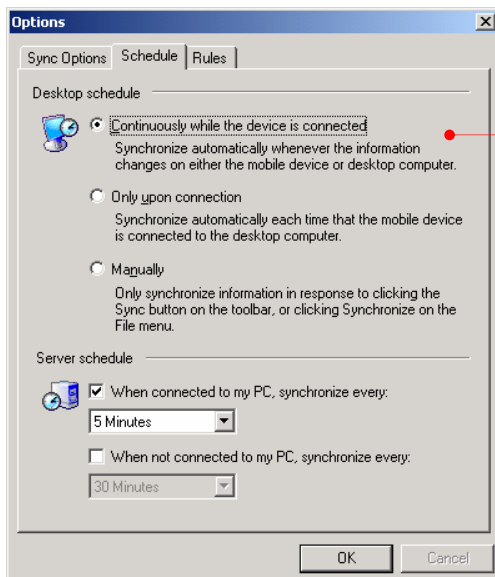 Options
Sync Options Schedule Rules
Desktop schedule
Continuously while the device is connected
Synchronize automatically whenever the information
changes on either the mobile device or desktop computer.
Only upon connection
Synchronize automatically each time that the mobile device
is connected to the desktop computer.
Manually
Only synchronize information in response to clicking the
Sync button on the toolbar, or clicking Synchronize on the
File menu.
Server schedule
When connected to my PC, synchronize every:
5 Minutes
When not connected to my PC, synchronize every:
30 Minutes
OK Cancel